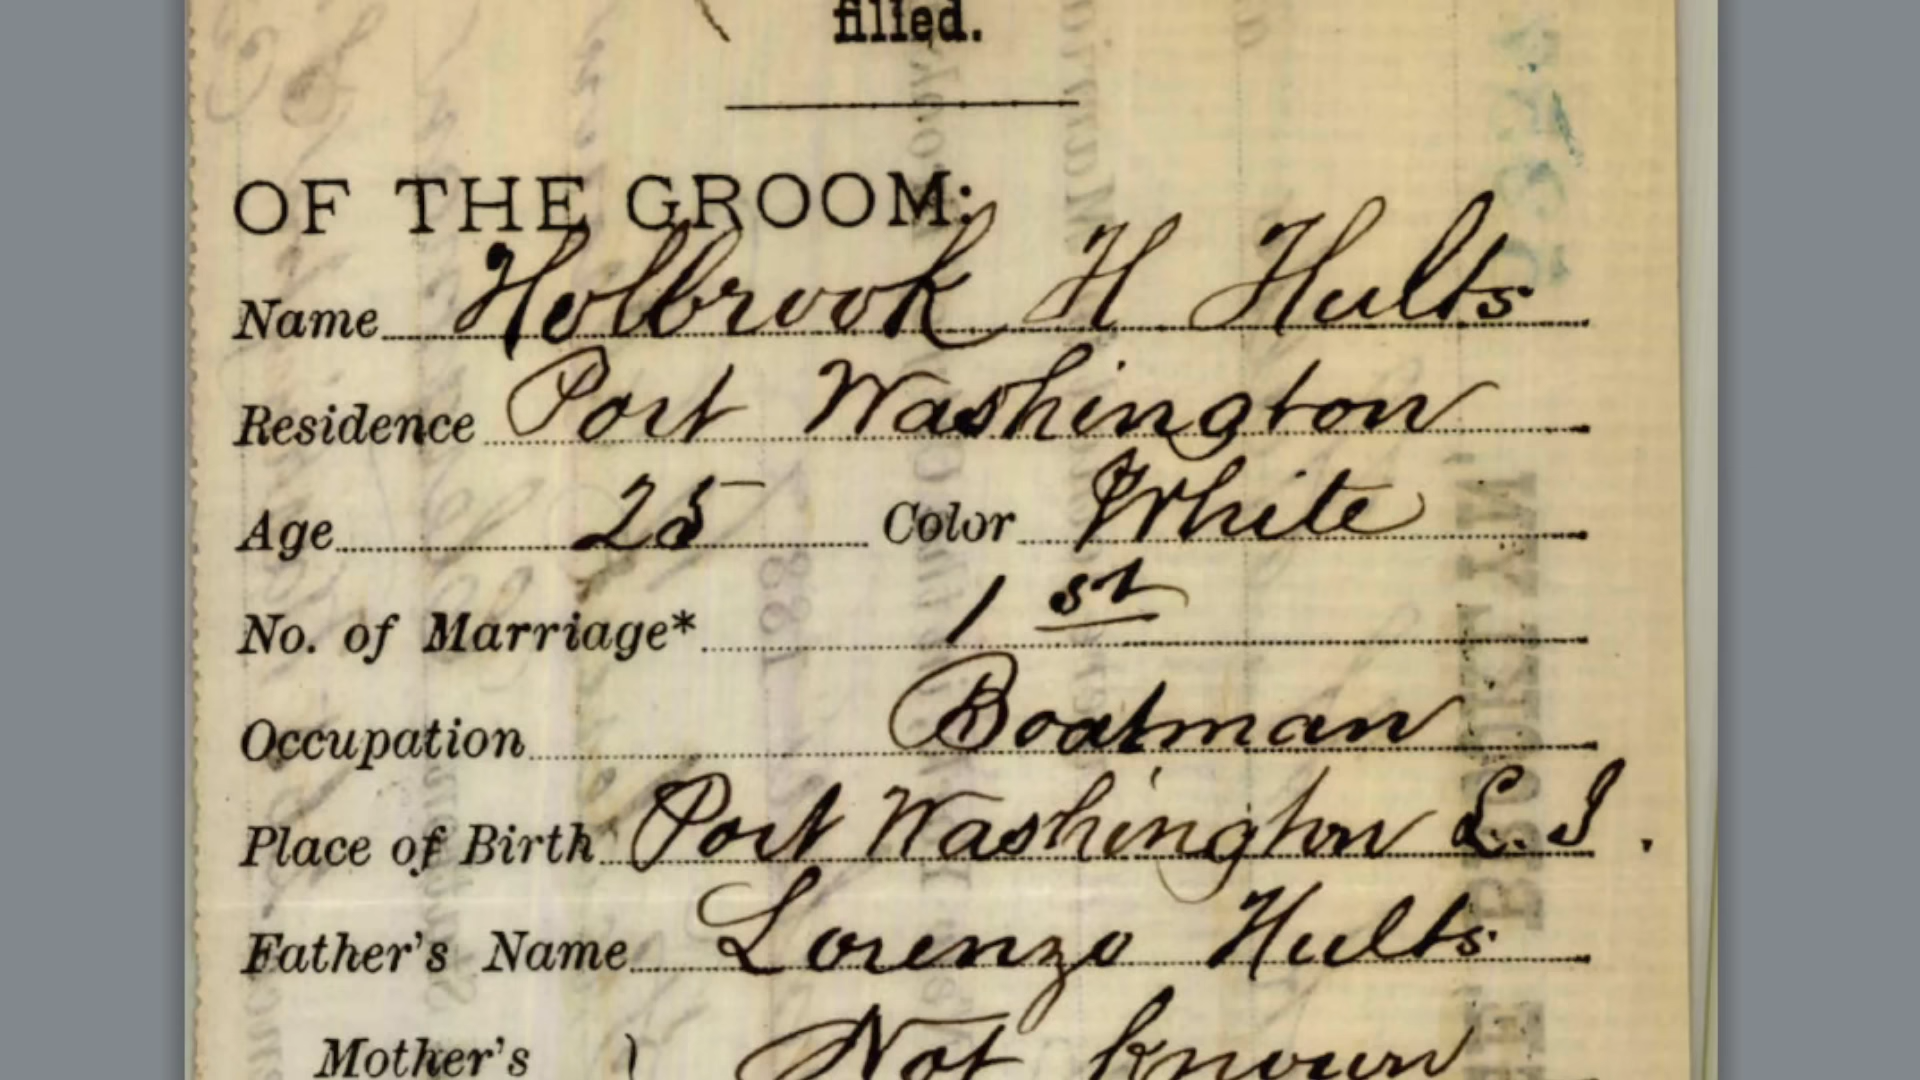 filled.
OF THE GROOM:
Name Holbrook H Hults
Residence Port Washington
Age 25 Color White
No. of Marriage* 1st
Occupation Boatman
Place of Birth Port Washington L. I.
Father's Name Lorenzo Hults
Mother's ) Not known